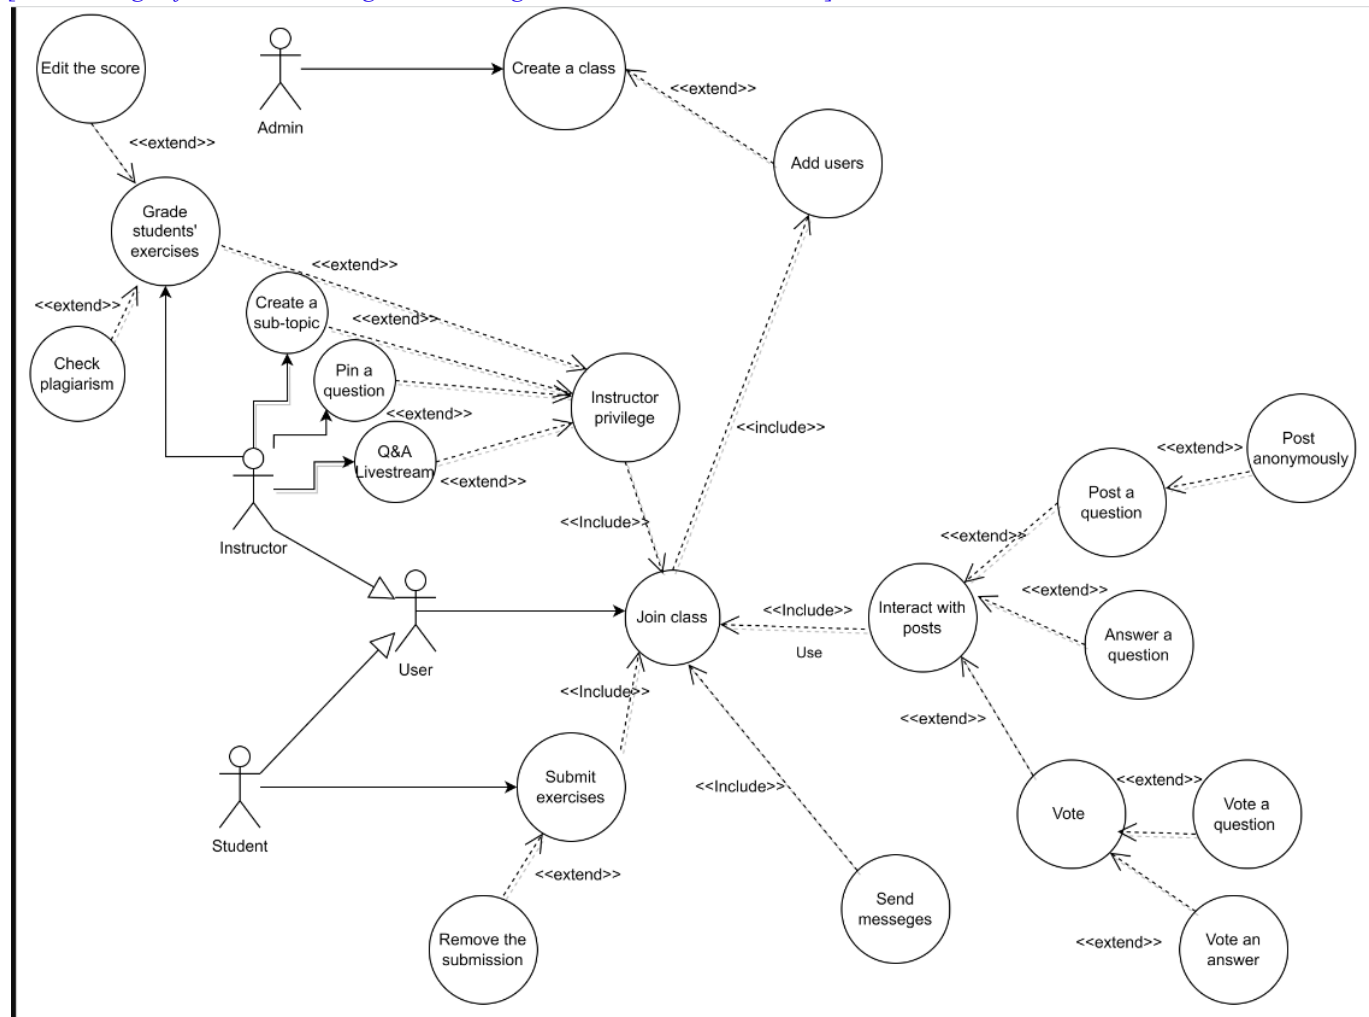 Edit the score
Admin
Create a class
<<extend>>
Add users
<<extend>>
Grade
students'
exercises
<<extend>>
<<extend>>
Create a
sub-topic
<<extend>>
Check
plagiarism
Pin a
question
<<extend>>
Instructor
privilege
Q&A
Livestream
<<extend>>
<<include>>
Post
anonymously
<<extend>>
Post a
question
<<extend>>
Instructor
<<Include>>
User
Join class
<<Include>>
Use
Interact with
posts
<<extend>>
Answer a
question
<<Include>>
<<extend>>
Student
Submit
exercises
<<Include>>
Vote
<<extend>>
Vote a
question
<<extend>>
Remove the
submission
Send
messeges
<<extend>>
Vote an
answer